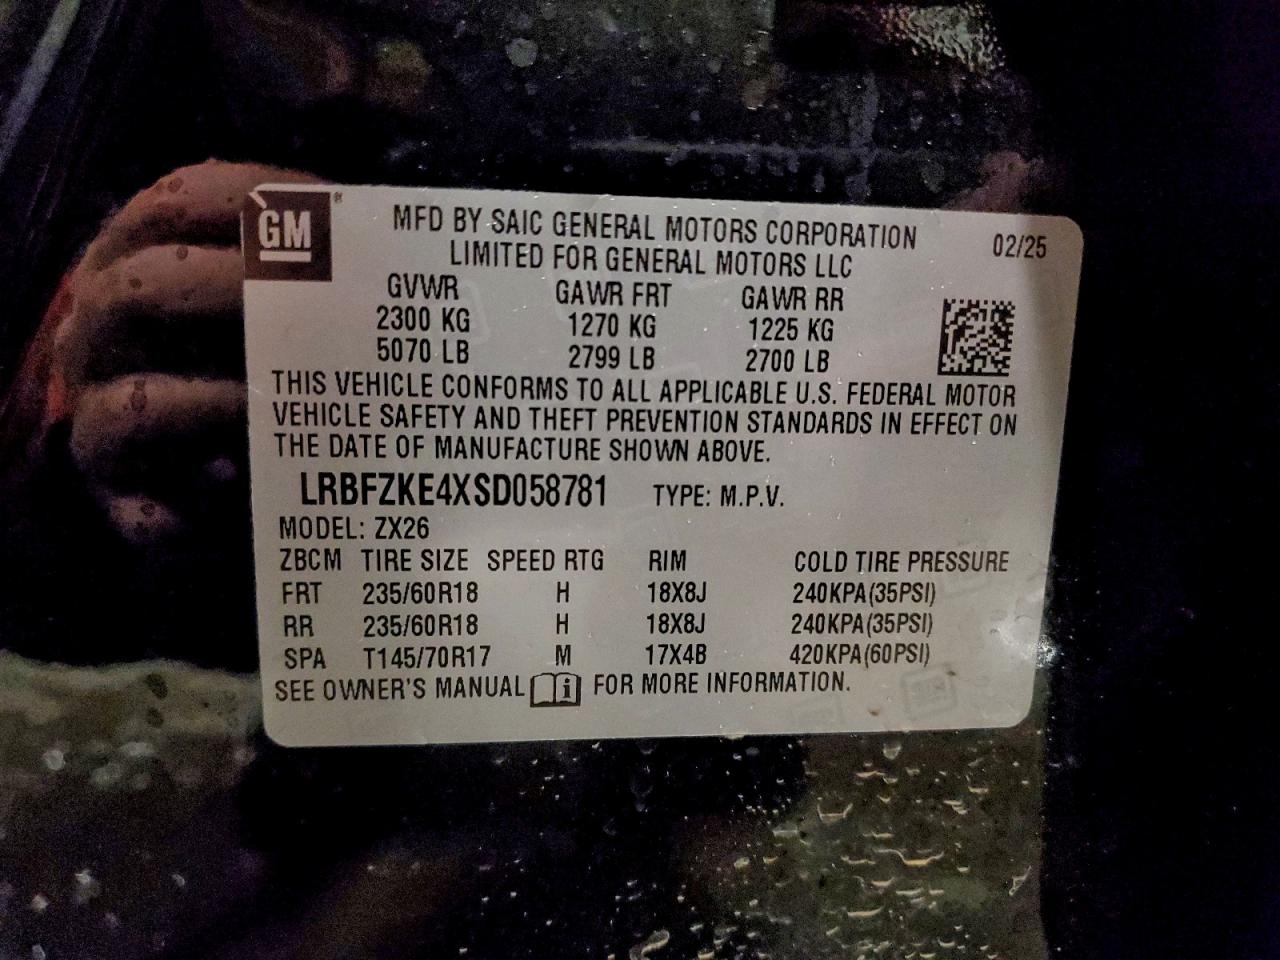 GM ®
MFD BY SAIC GENERAL MOTORS CORPORATION
LIMITED FOR GENERAL MOTORS LLC
02/25
GVWR GAWR FRT GAWR RR
2300 KG 1270 KG 1225 KG
5070 LB 2799 LB 2700 LB
THIS VEHICLE CONFORMS TO ALL APPLICABLE U.S. FEDERAL MOTOR
VEHICLE SAFETY AND THEFT PREVENTION STANDARDS IN EFFECT ON
THE DATE OF MANUFACTURE SHOWN ABOVE.
LRBFZKE4XSD058781 TYPE: M.P.V.
MODEL: ZX26
ZBCM TIRE SIZE SPEED RTG RIM COLD TIRE PRESSURE
FRT 235/60R18 H 18X8J 240KPA(35PSI)
RR 235/60R18 H 18X8J 240KPA(35PSI)
SPA T145/70R17 M 17X4B 420KPA(60PSI)
SEE OWNER'S MANUAL i FOR MORE INFORMATION.